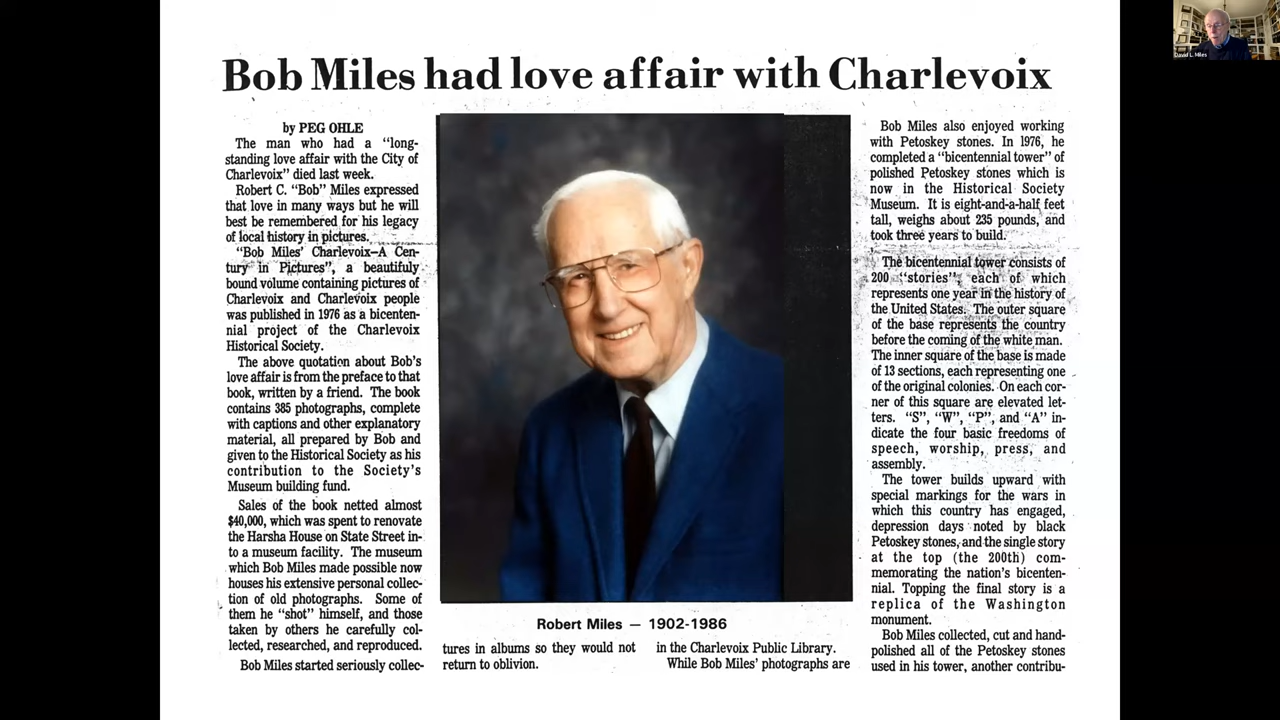 Bob Miles had love affair with Charlevoix
by PEG OHLE
The man who had a “long-
standing love affair with the City of
Charlevoix” died last week.
Robert C. “Bob” Miles expressed
that love in many ways but he will
best be remembered for his legacy
of local history in pictures.
“Bob Miles’ Charlevoix—A Cen-
tury in Pictures”, a beautifuly
bound volume containing pictures of
Charlevoix and Charlevoix people
was published in 1976 as a bicenten-
nial project of the Charlevoix
Historical Society.
The above quotation about Bob’s
love affair is from the preface to that
book, written by a friend. The book
contains 385 photographs, complete
with captions and other explanatory
material, all prepared by Bob and
given to the Historical Society as his
contribution to the Society’s
Museum building fund.
Sales of the book netted almost
$40,000, which was spent to renovate
the Harsha House on State Street in-
to a museum facility. The museum
which Bob Miles made possible now
houses his extensive personal collec-
tion of old photographs. Some of
them he “shot” himself, and those
taken by others he carefully col-
lected, researched, and reproduced.
Bob Miles started seriously collec-
Robert Miles — 1902-1986
tures in albums so they would not
return to oblivion.
in the Charlevoix Public Library.
While Bob Miles’ photographs are
Bob Miles also enjoyed working
with Petoskey stones. In 1976, he
completed a “bicentennial tower” of
polished Petoskey stones which is
now in the Historical Society
Museum. It is eight-and-a-half feet
tall, weighs about 235 pounds, and
took three years to build.
The bicentennial tower consists of
200 “stories”, each of which
represents one year in the history of
the United States. The outer square
of the base represents the country
before the coming of the white man.
The inner square of the base is made
of 13 sections, each representing one
of the original colonies. On each cor-
ner of this square are elevated let-
ters. “S”, “W”, “P”, and “A” in-
dicate the four basic freedoms of
speech, worship, press, and
assembly.
The tower builds upward with
special markings for the wars in
which this country has engaged,
depression days noted by black
Petoskey stones, and the single story
at the top (the 200th) com-
memorating the nation’s bicenten-
nial. Topping the final story is a
replica of the Washington
monument.
Bob Miles collected, cut and hand-
polished all of the Petoskey stones
used in his tower, another contribu-
David L. Miles